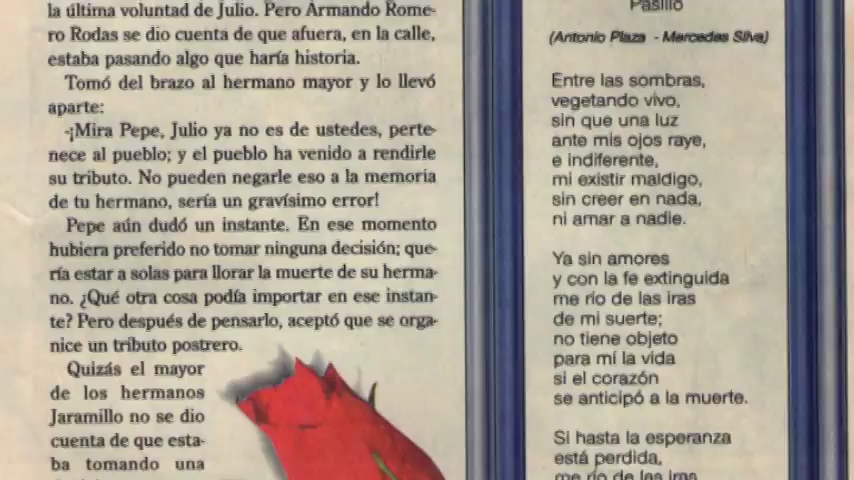 la última voluntad de Julio. Pero Armando Rome-
ro Rodas se dio cuenta de que afuera, en la calle,
estaba pasando algo que haría historia.
Tomó del brazo al hermano mayor y lo llevó
aparte:
-¡Mira Pepe, Julio ya no es de ustedes, perte-
nece al pueblo; y el pueblo ha venido a rendirle
su tributo. No pueden negarle eso a la memoria
de tu hermano, sería un gravísimo error!
Pepe aún dudó un instante. En ese momento
hubiera preferido no tomar ninguna decisión; que-
ría estar a solas para llorar la muerte de su herma-
no. ¿Qué otra cosa podía importar en ese instan-
te? Pero después de pensarlo, aceptó que se orga-
nice un tributo postrero.
Quizás el mayor
de los hermanos
Jaramillo no se dio
cuenta de que esta-
ba tomando una
Pasillo
(Antonio Plaza - Mercedes Silva)
Entre las sombras,
vegetando vivo,
sin que una luz
ante mis ojos raye,
e indiferente,
mi existir maldigo,
sin creer en nada,
ni amar a nadie.
Ya sin amores
y con la fe extinguida
me río de las iras
de mi suerte;
no tiene objeto
para mí la vida
si el corazón
se anticipó a la muerte.
Si hasta la esperanza
está perdida,
me río de las iras